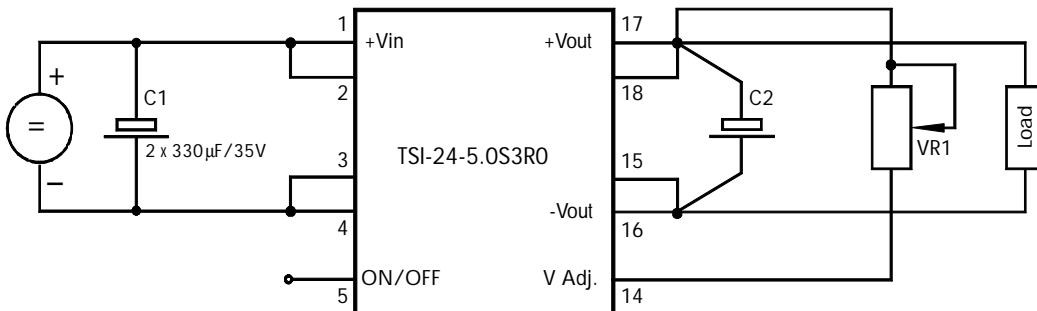 1
17
+Vin
+Vout
+
2
18
C1
C2
=
2 x 330µF/35V
TSI-24-5.0S3R0
VR1
Load
3
15
−
-Vout
4
16
ON/OFF
V Adj.
5
14